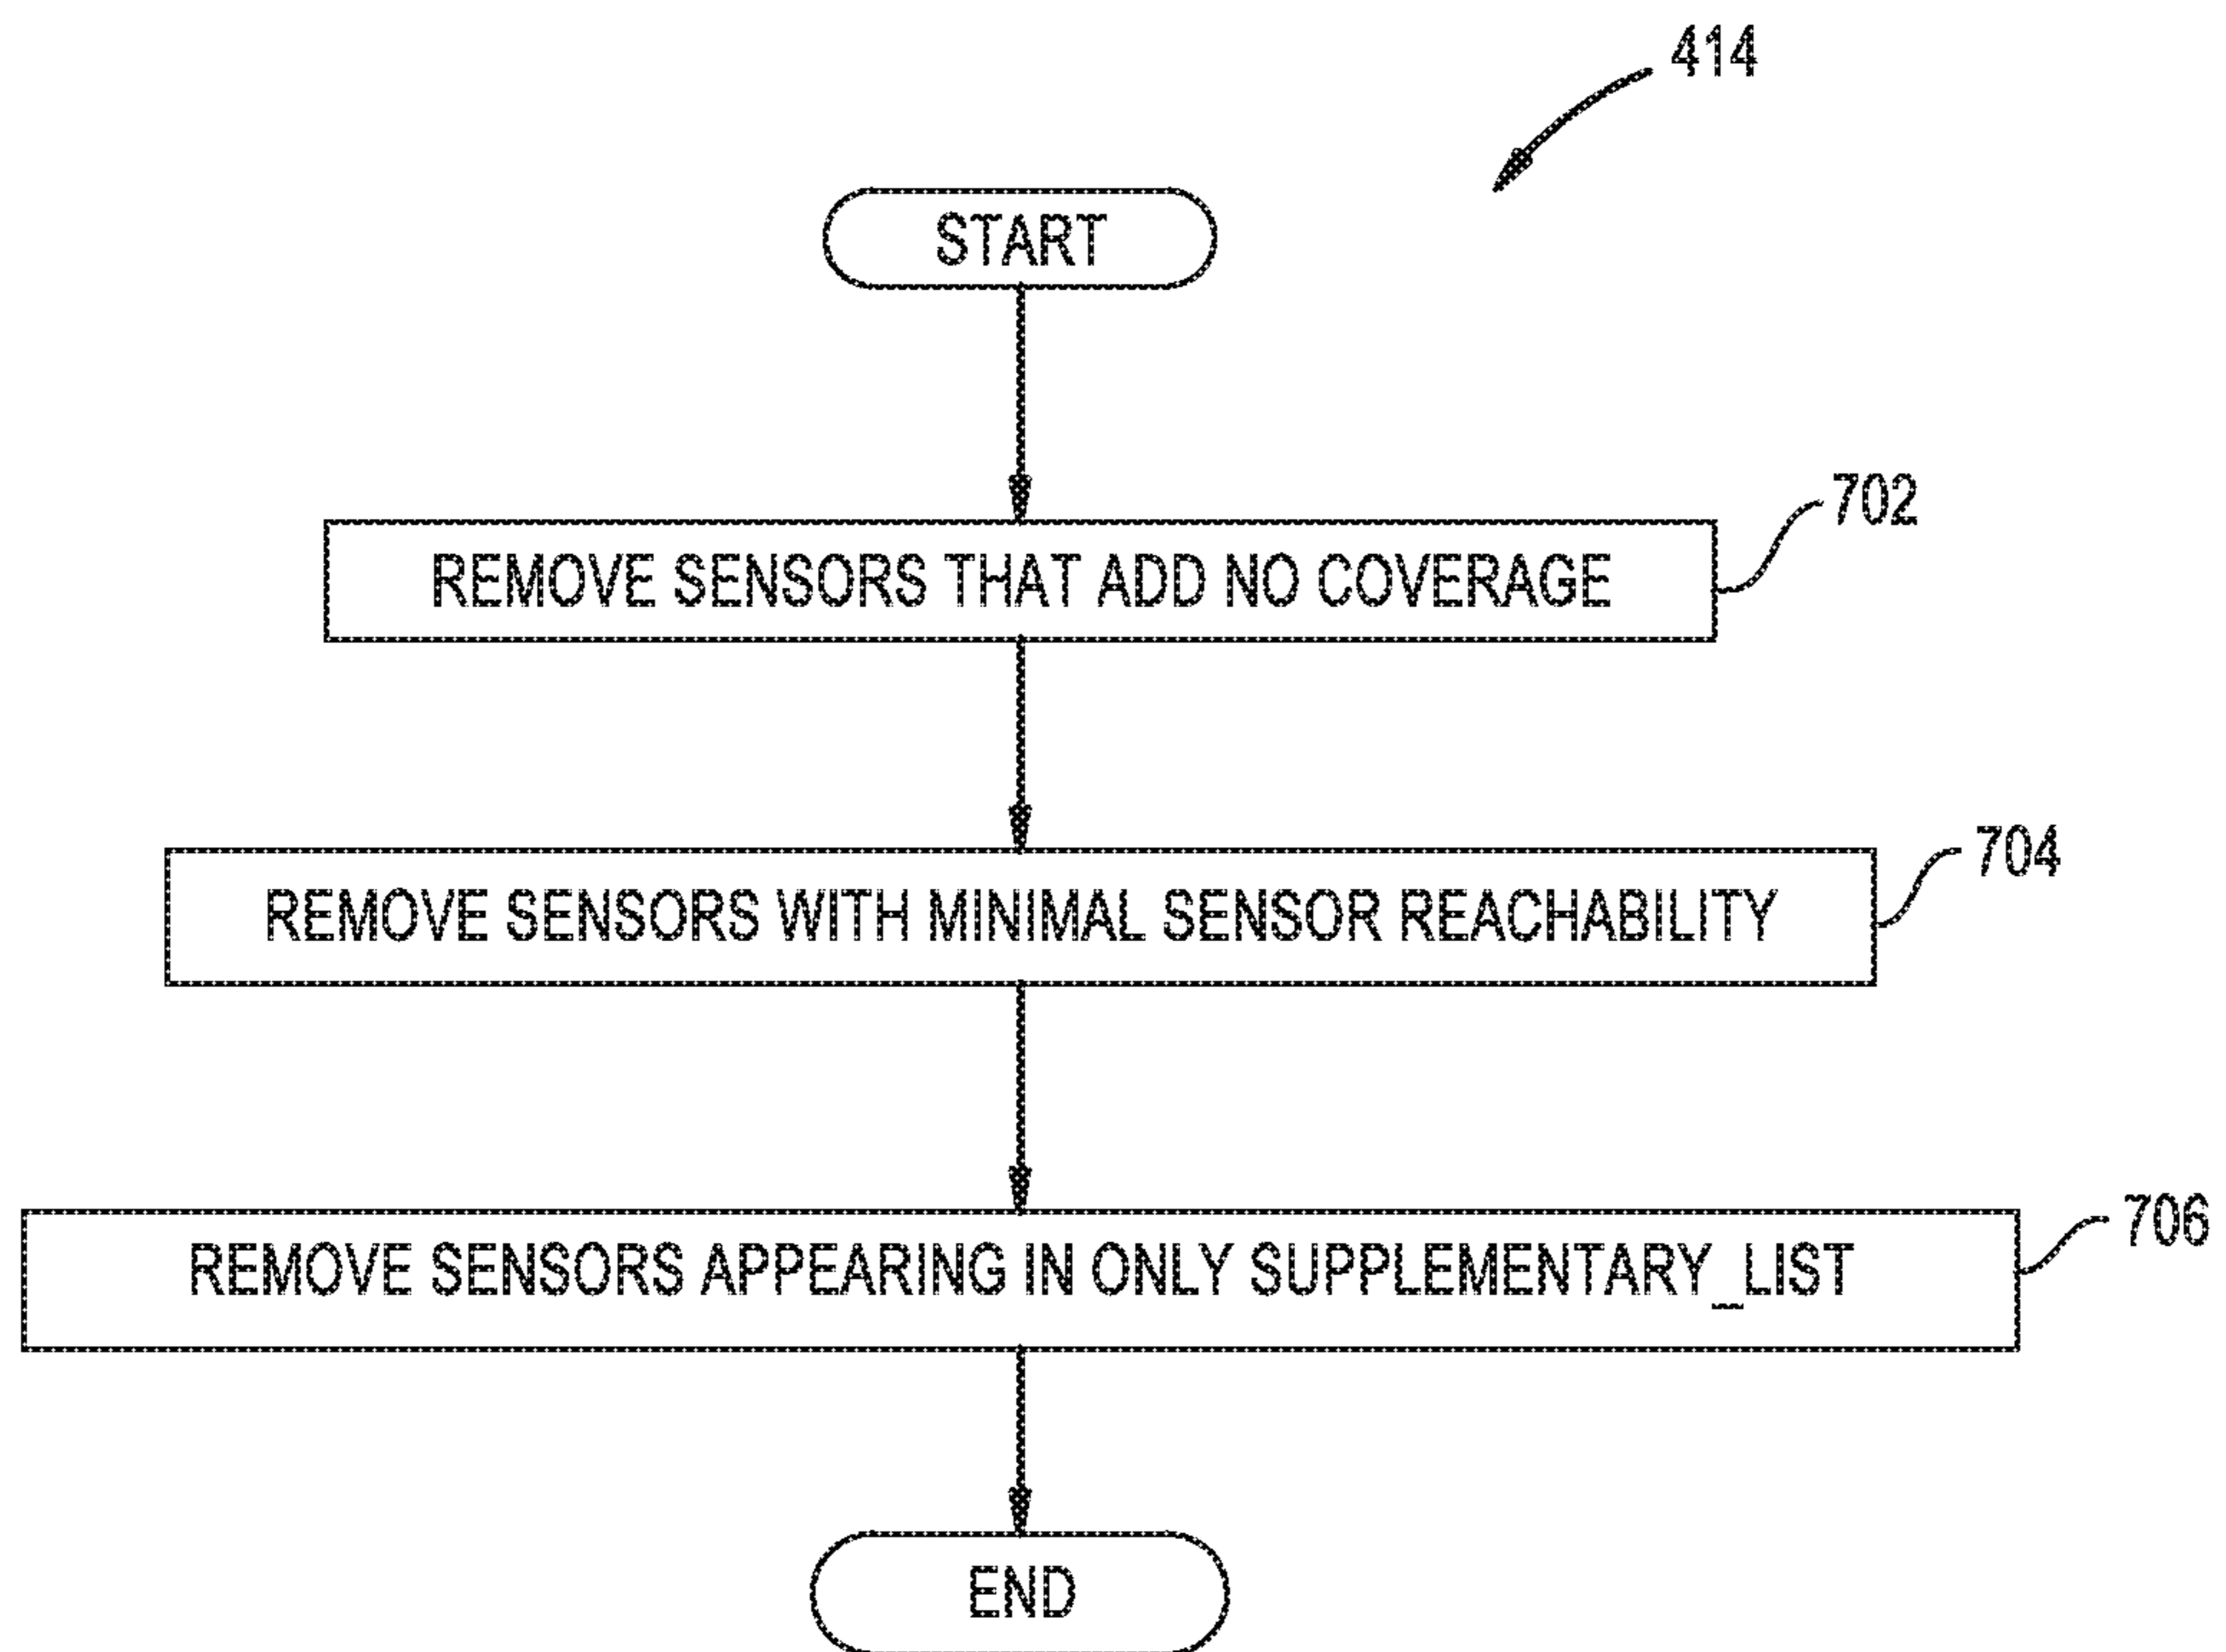 414
START
702
REMOVE SENSORS THAT ADD NO COVERAGE
704
REMOVE SENSORS WITH MINIMAL SENSOR REACHABILITY
706
REMOVE SENSORS APPEARING IN ONLY SUPPLEMENTARY_LIST
END